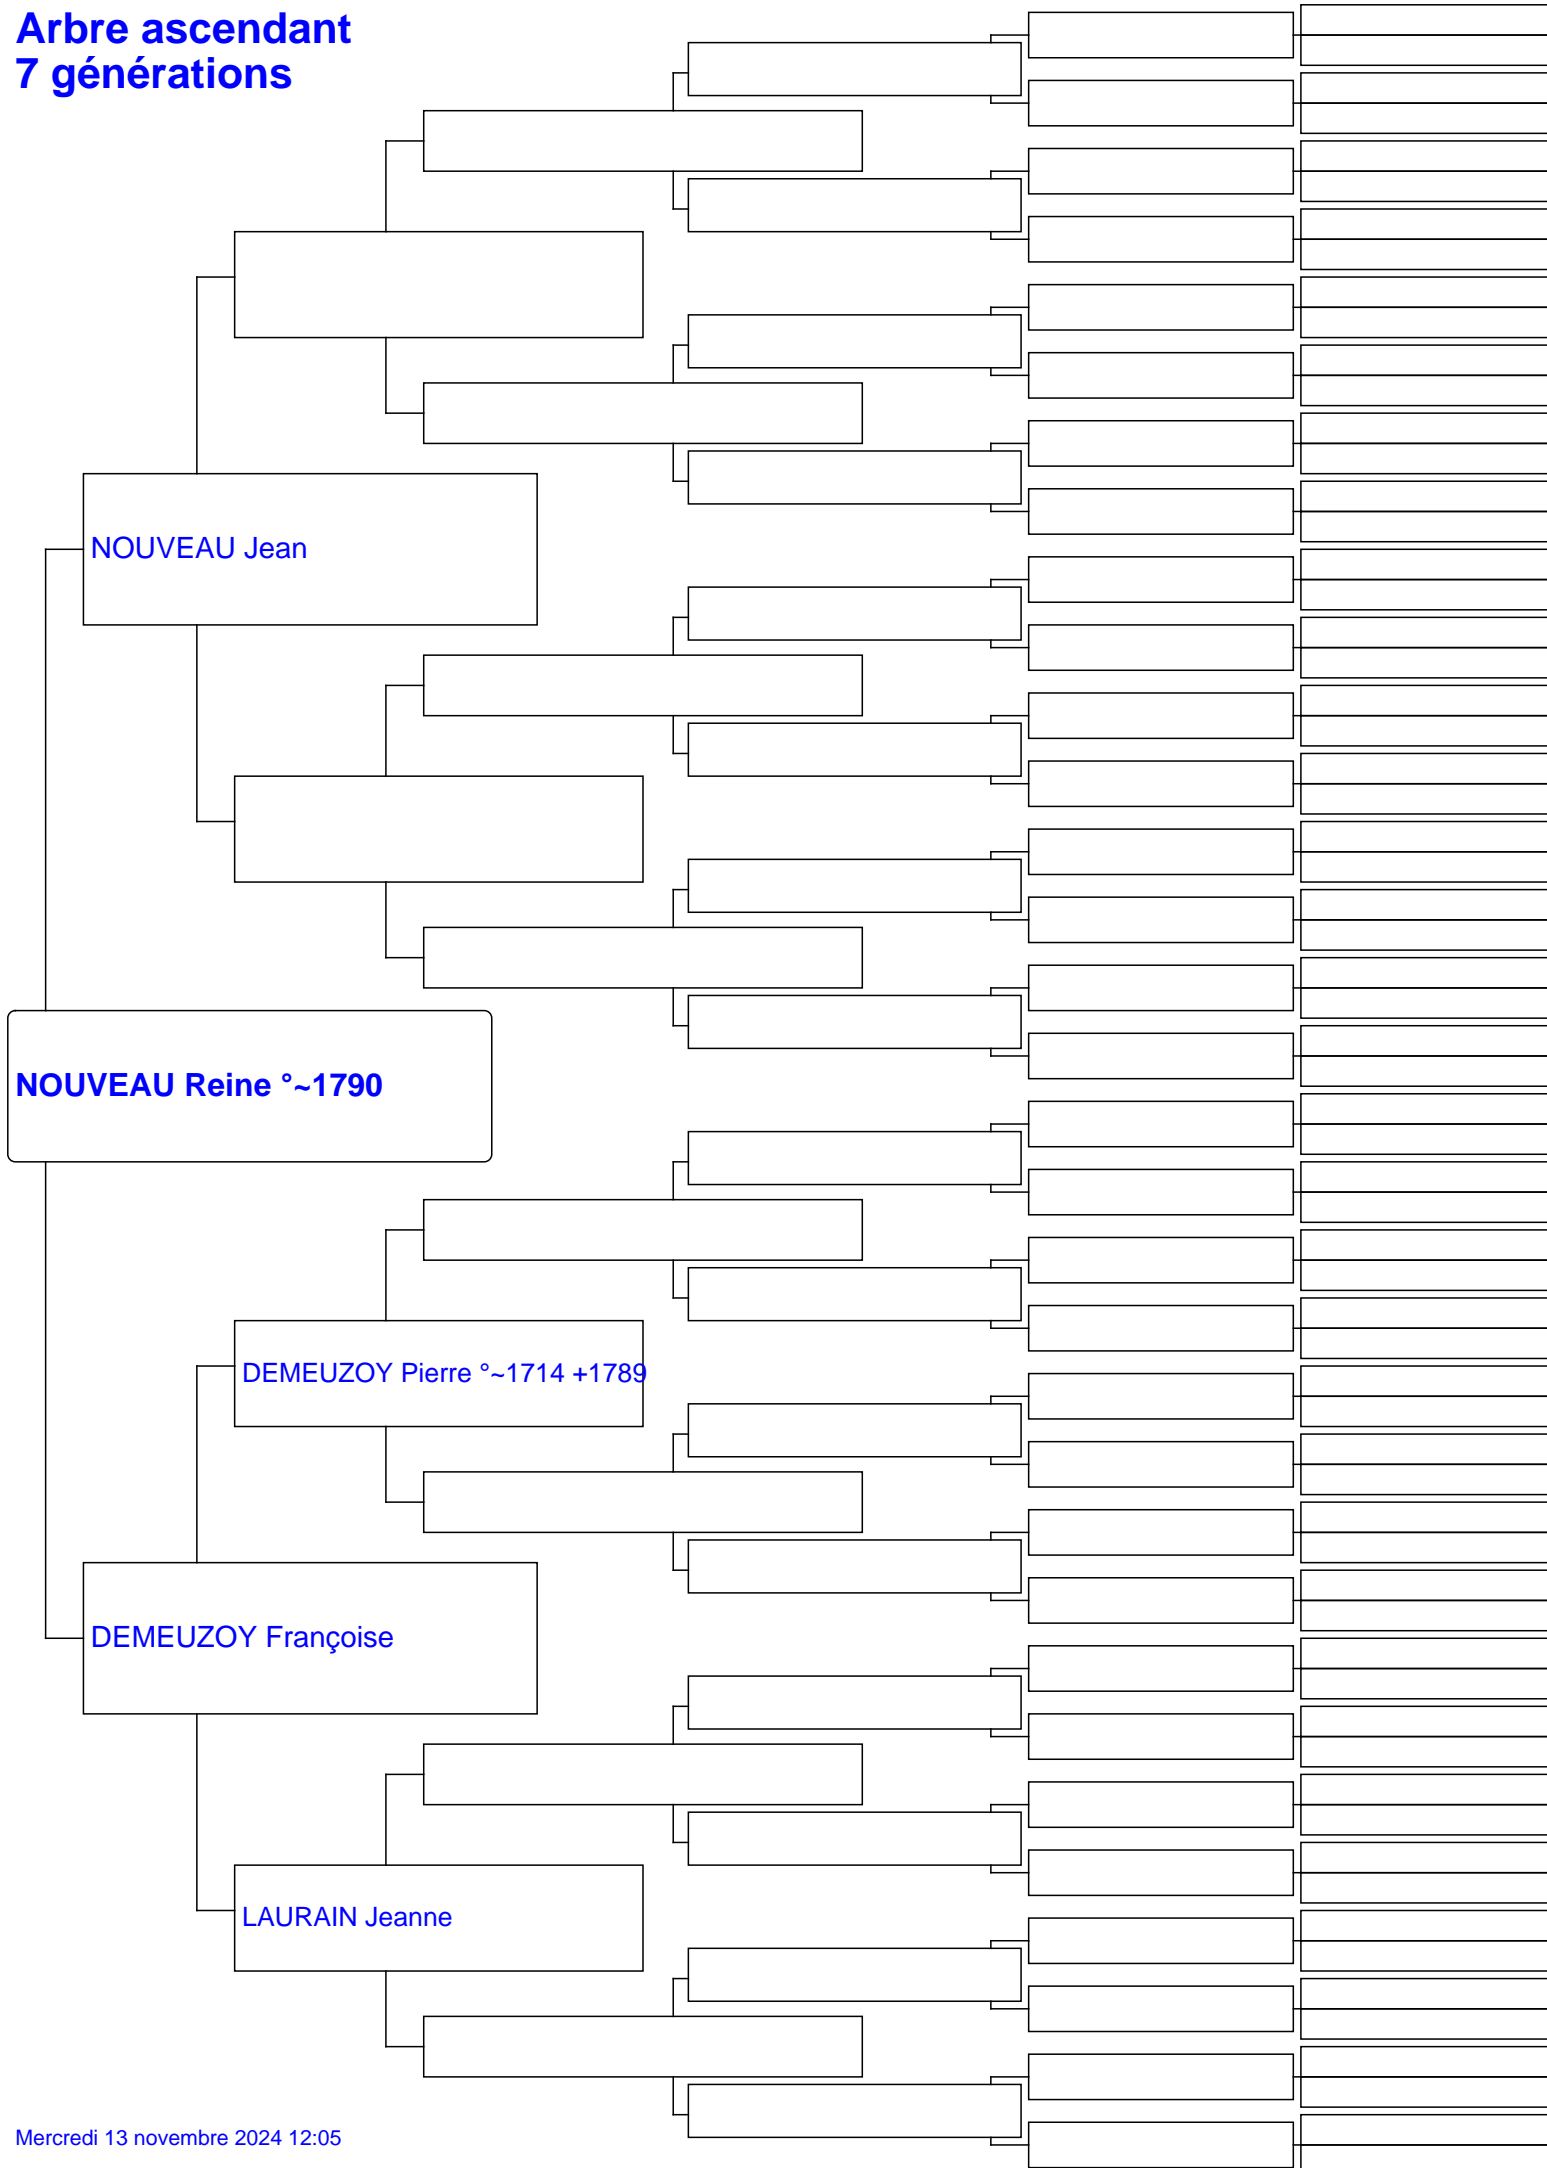 Arbre ascendant
7 générations
NOUVEAU Jean
NOUVEAU Reine °~1790
DEMEUZOY Pierre °~1714 +1789
DEMEUZOY Françoise
LAURAIN Jeanne
Mercredi 13 novembre 2024 12:05